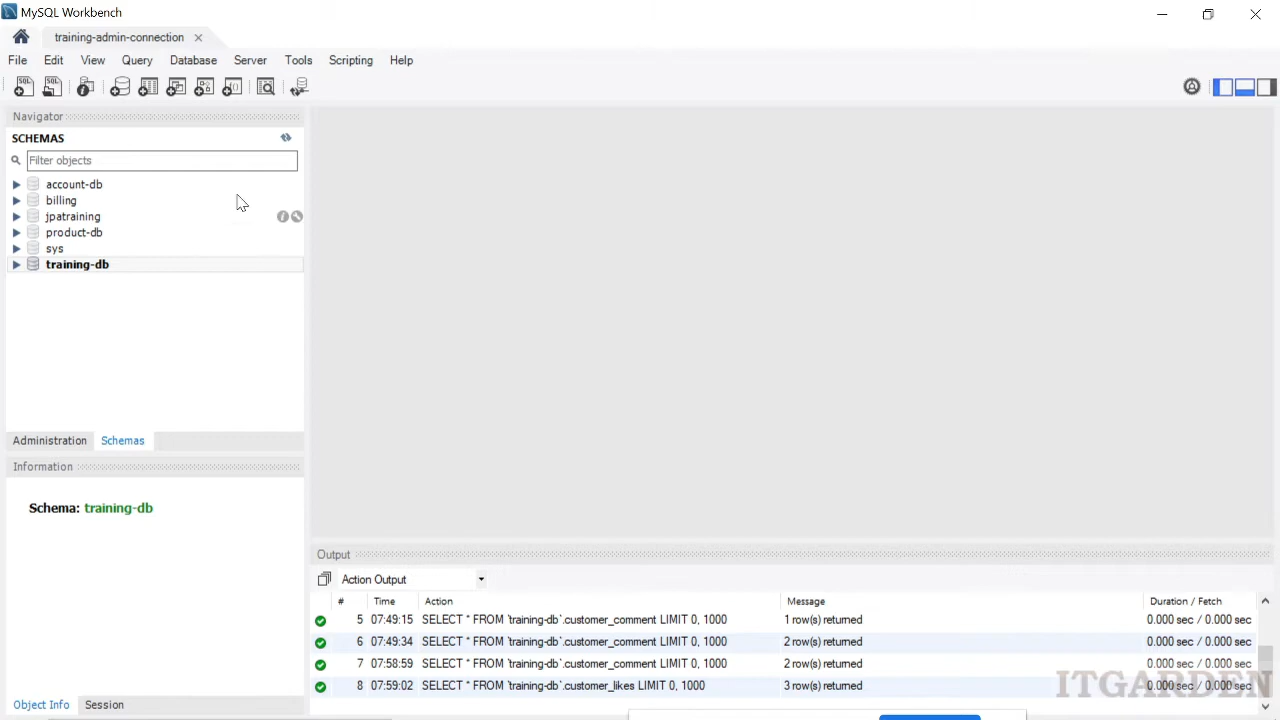 MySQL Workbench
training-admin-connection
File Edit View Query Database Server Tools Scripting Help
Navigator
SCHEMAS
Filter objects
account-db
billing
jpatraining
product-db
sys
training-db
Administration Schemas
Information
Schema: training-db
Object Info Session
Output
Action Output
# Time Action Message Duration / Fetch
5 07:49:15 SELECT * FROM `training-db`.customer_comment LIMIT 0, 1000 1 row(s) returned 0.000 sec / 0.000 sec
6 07:49:34 SELECT * FROM `training-db`.customer_comment LIMIT 0, 1000 2 row(s) returned 0.000 sec / 0.000 sec
7 07:58:59 SELECT * FROM `training-db`.customer_comment LIMIT 0, 1000 2 row(s) returned 0.000 sec / 0.000 sec
8 07:59:02 SELECT * FROM `training-db`.customer_likes LIMIT 0, 1000 3 row(s) returned 0.000 sec / 0.000 sec
ITGARDEN